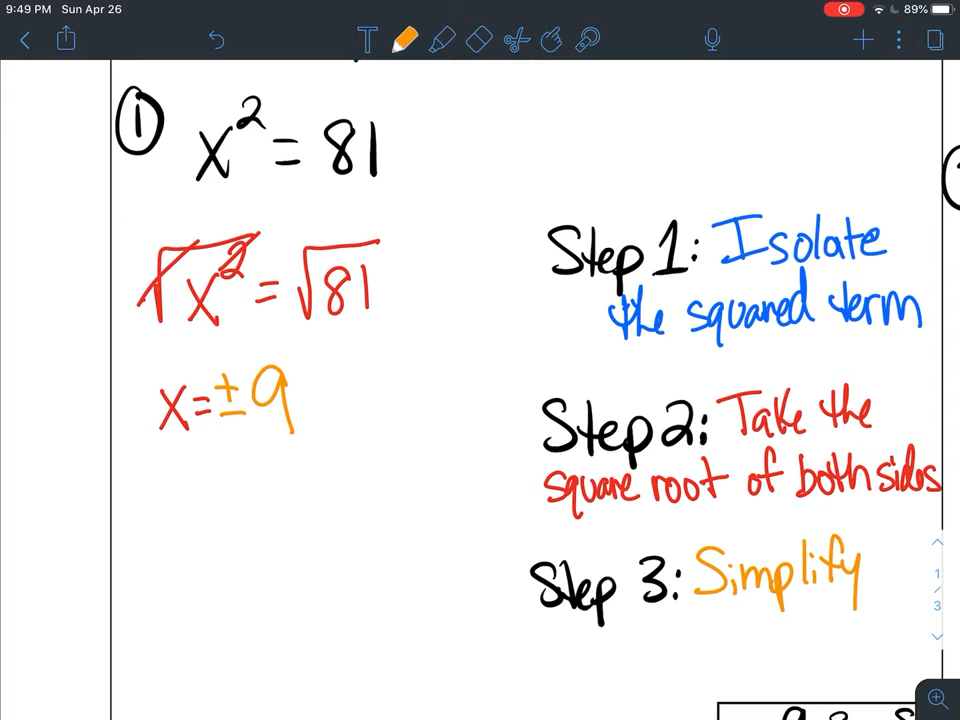 9:49 PM Sun Apr 26
89%
① x² = 81
√x² = √81
x = ± 9
Step 1: Isolate
the squared term
Step 2: Take the
square root of both sides
Step 3: Simplify
1
/
3